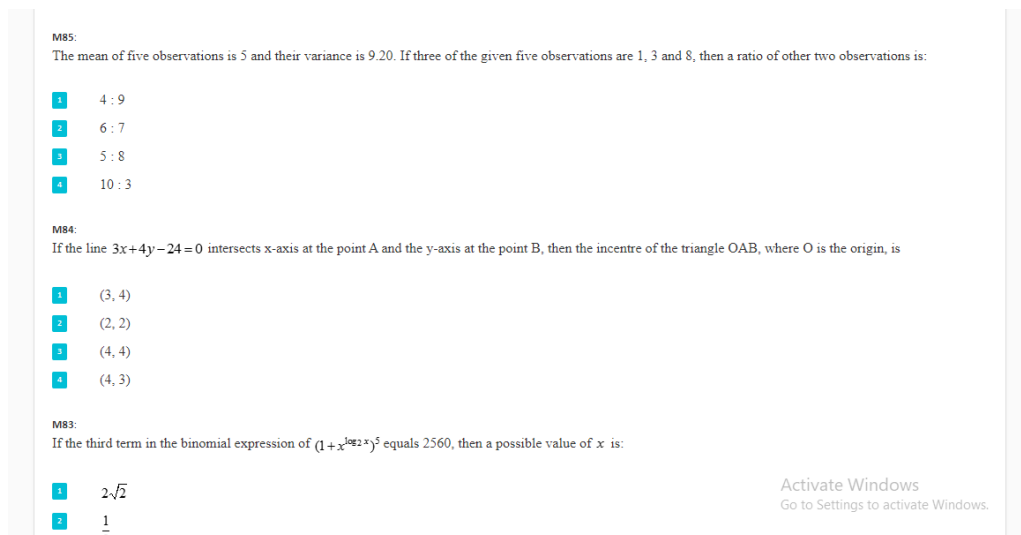 M85:
The mean of five observations is 5 and their variance is 9.20. If three of the given five observations are 1, 3 and 8, then a ratio of other two observations is:
1 4 : 9
2 6 : 7
3 5 : 8
4 10 : 3
M84:
If the line 3x+4y−24=0 intersects x-axis at the point A and the y-axis at the point B, then the incentre of the triangle OAB, where O is the origin, is
1 (3, 4)
2 (2, 2)
3 (4, 4)
4 (4, 3)
M83:
If the third term in the binomial expression of (1+x^{log2 x})^5 equals 2560, then a possible value of x is:
1 2√2
2 1
Activate Windows
Go to Settings to activate Windows.